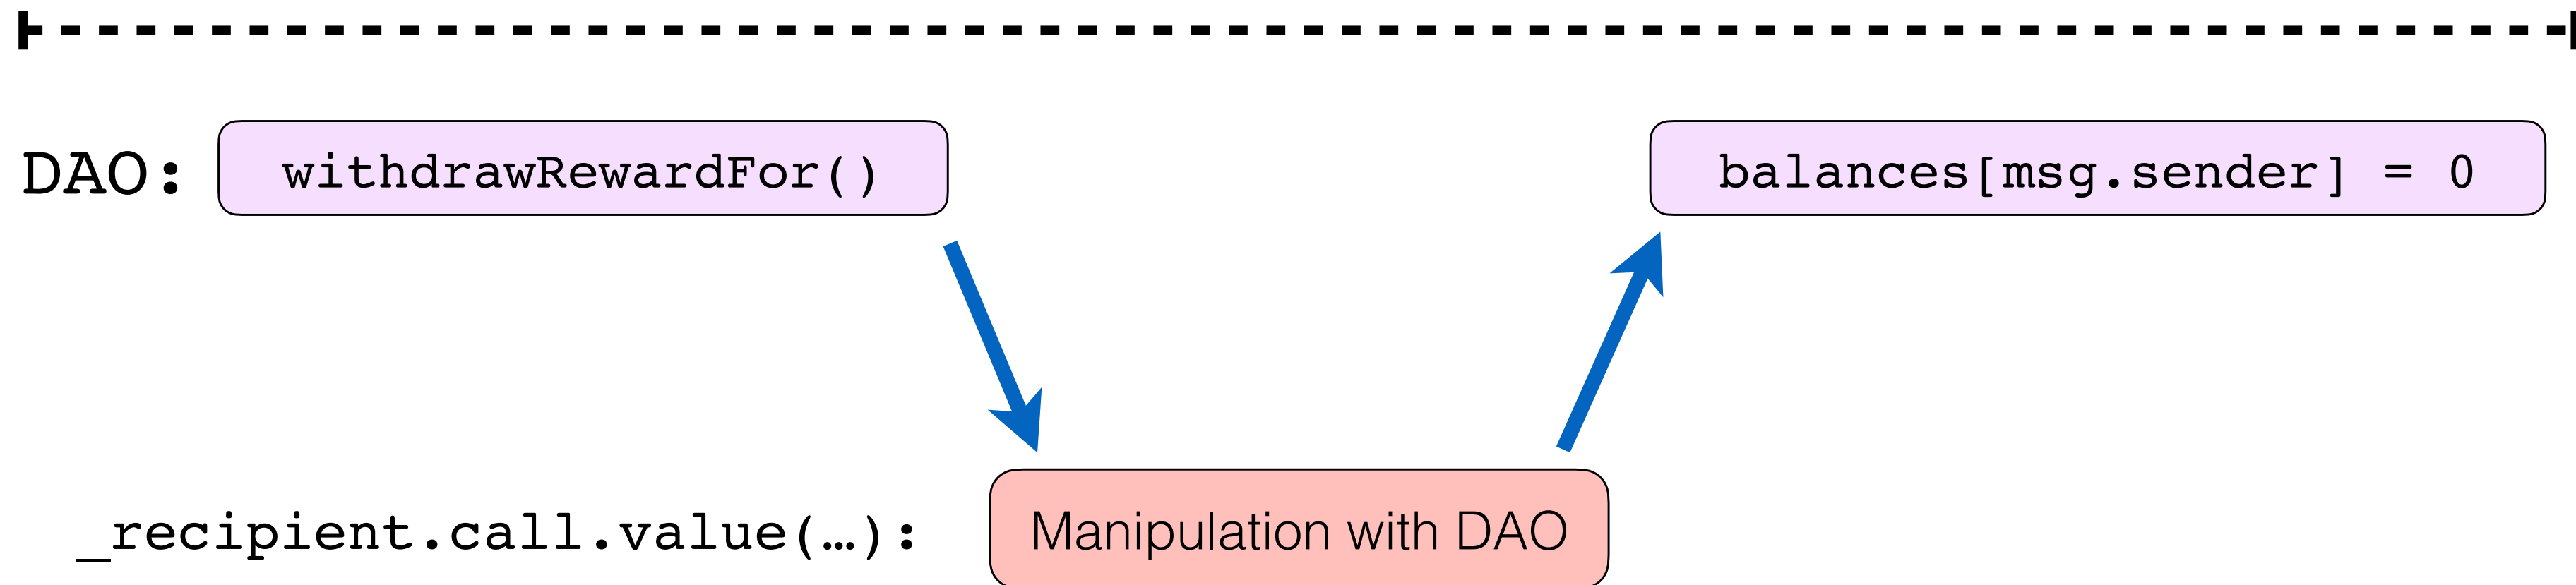 DAO: withdrawRewardFor() balances[msg.sender] = 0
_recipient.call.value(…): Manipulation with DAO